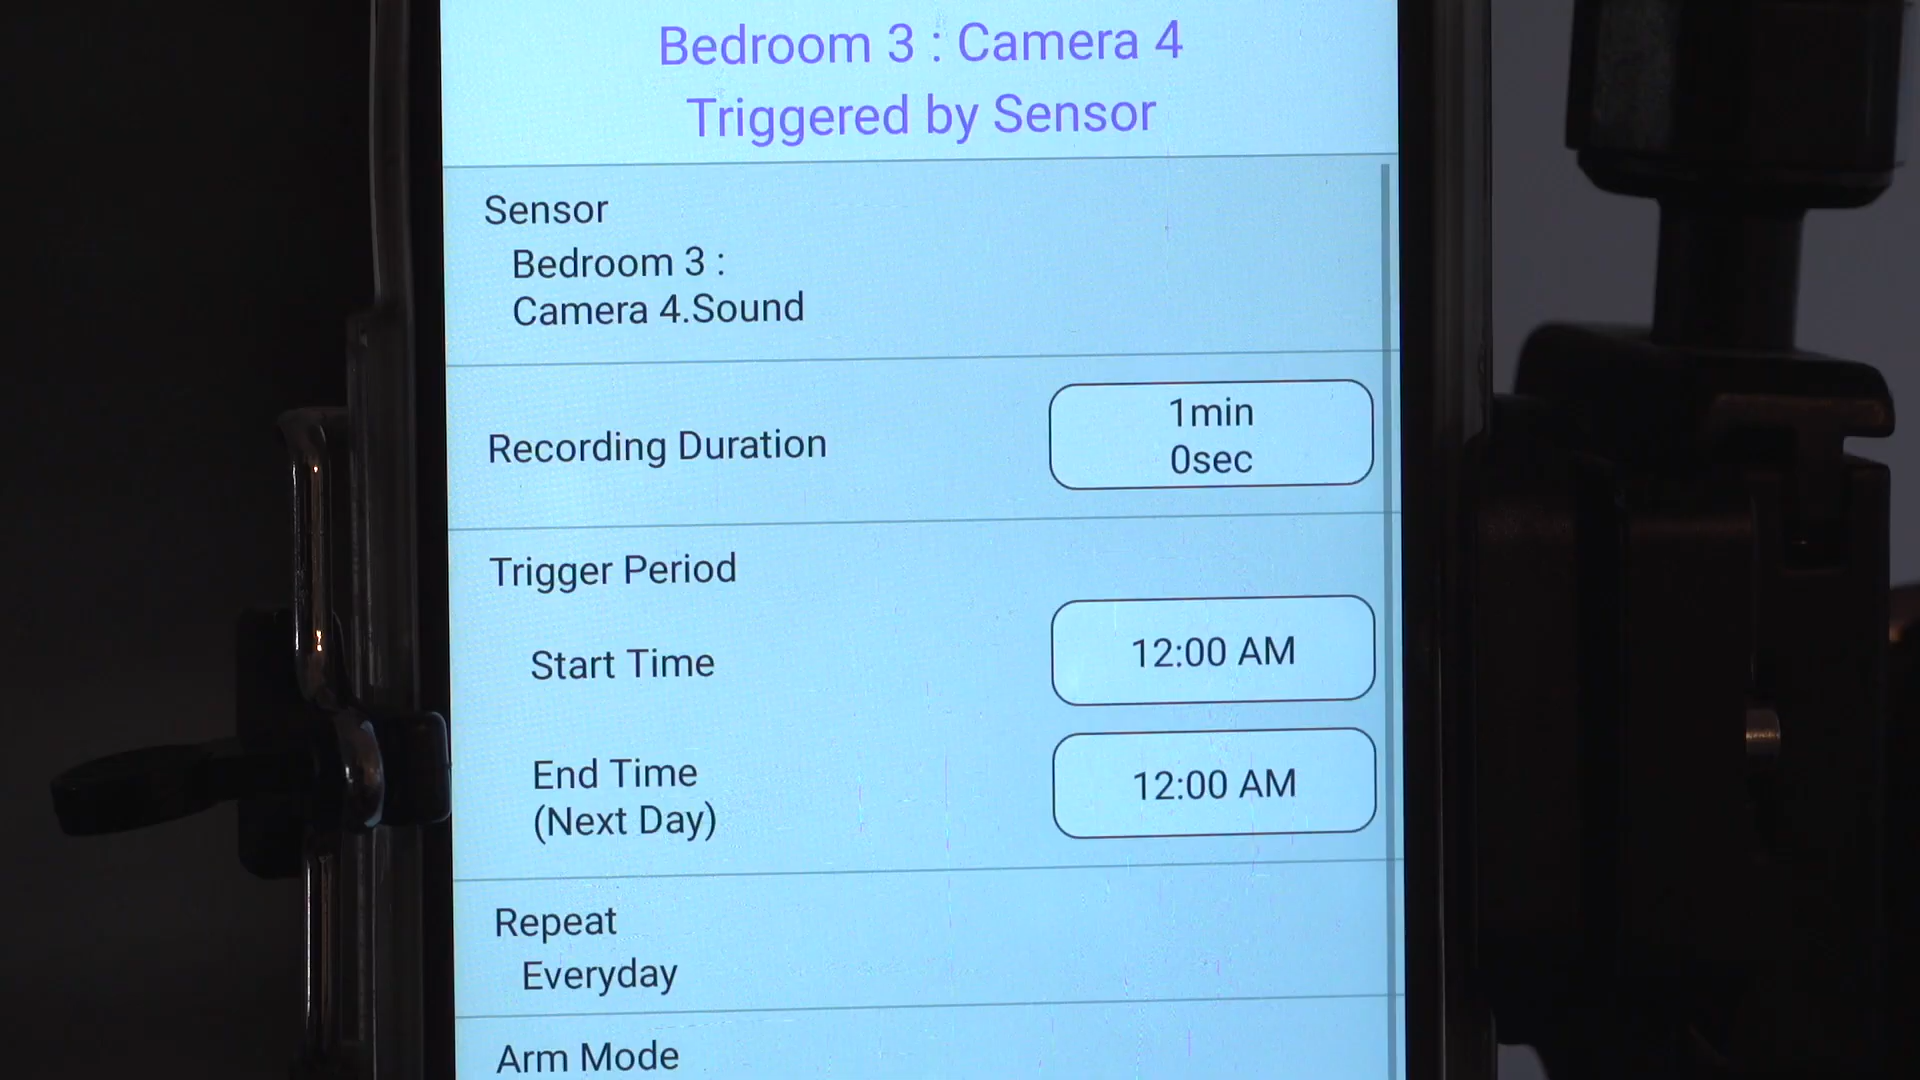 Bedroom 3 : Camera 4
Triggered by Sensor
Sensor
Bedroom 3 :
Camera 4.Sound
Recording Duration
1min
0sec
Trigger Period
Start Time
12:00 AM
End Time
(Next Day)
12:00 AM
Repeat
Everyday
Arm Mode